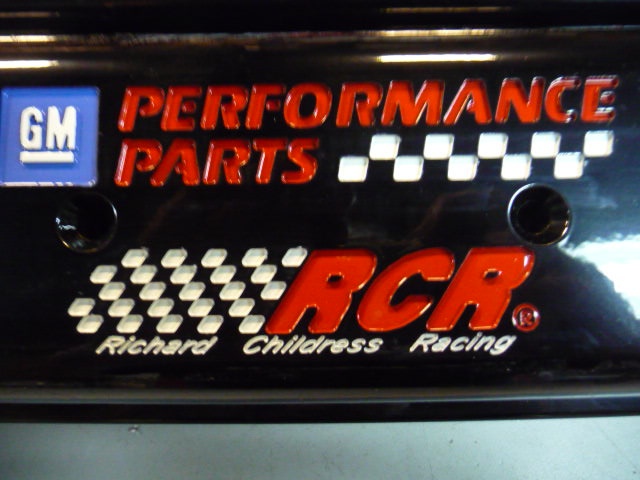 GM
PERFORMANCE
PARTS
RCR®
Richard Childress Racing